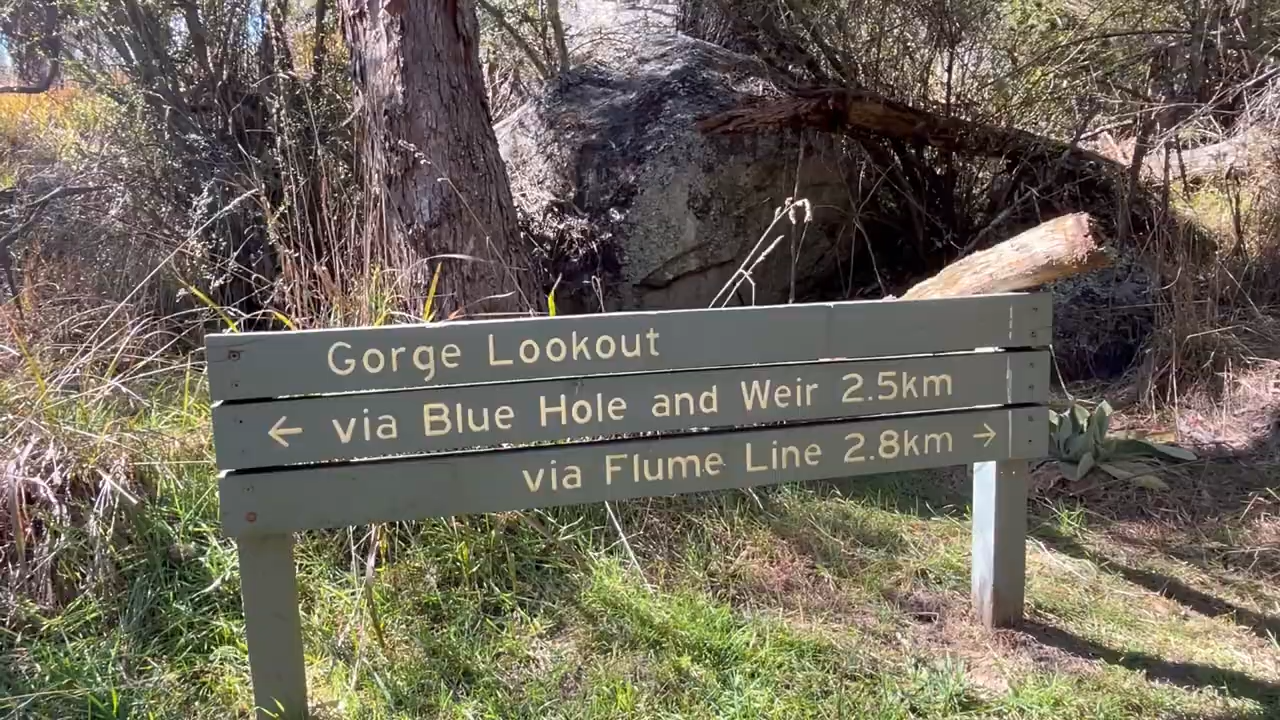 Gorge Lookout
← via Blue Hole and Weir 2.5km
via Flume Line 2.8km →